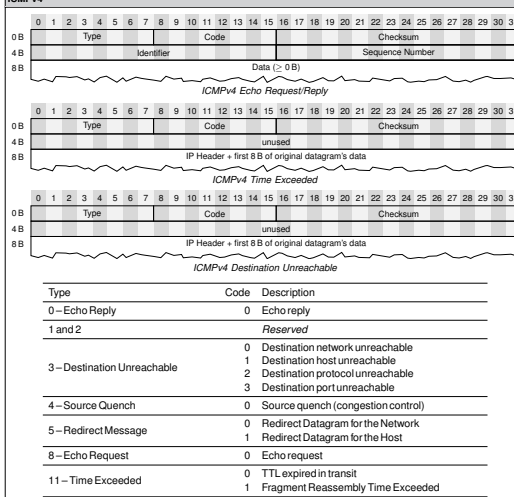 ICMPv4
0 1 2 3 4 5 6 7 8 9 10 11 12 13 14 15 16 17 18 19 20 21 22 23 24 25 26 27 28 29 30
0 B Type Code Checksum
4 B Identifier Sequence Number
8 B Data (≥ 0 B)
ICMPv4 Echo Request/Reply
0 1 2 3 4 5 6 7 8 9 10 11 12 13 14 15 16 17 18 19 20 21 22 23 24 25 26 27 28 29 30
0 B Type Code Checksum
4 B unused
8 B IP Header + first 8 B of original datagram's data
ICMPv4 Time Exceeded
0 1 2 3 4 5 6 7 8 9 10 11 12 13 14 15 16 17 18 19 20 21 22 23 24 25 26 27 28 29 30
0 B Type Code Checksum
4 B unused
8 B IP Header + first 8 B of original datagram's data
ICMPv4 Destination Unreachable
Type Code Description
0 – Echo Reply 0 Echo reply
1 and 2 Reserved
3 – Destination Unreachable
0 Destination network unreachable
1 Destination host unreachable
2 Destination protocol unreachable
3 Destination port unreachable
4 – Source Quench 0 Source quench (congestion control)
5 – Redirect Message
0 Redirect Datagram for the Network
1 Redirect Datagram for the Host
8 – Echo Request 0 Echo request
11 – Time Exceeded
0 TTL expired in transit
1 Fragment Reassembly Time Exceeded